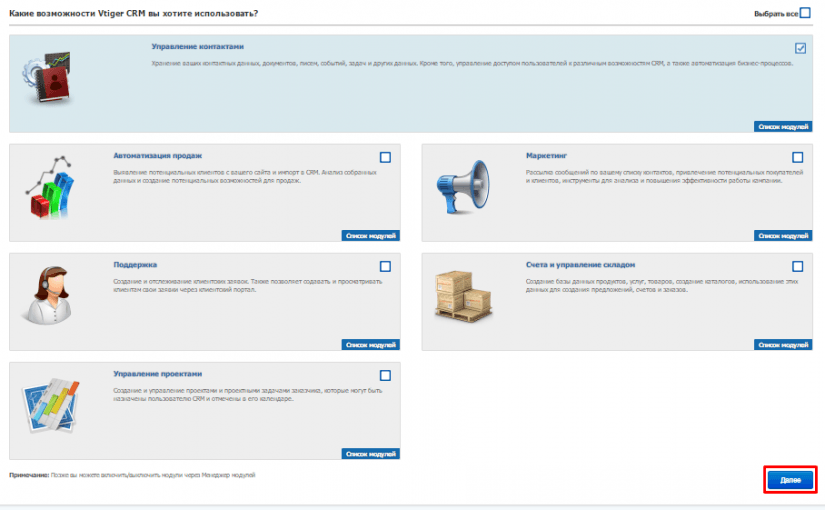 Какие возможности Vtiger CRM вы хотите использовать?
Выбрать все
Управление контактами
Хранение ваших контактных данных, документов, писем, событий, задач и других данных. Кроме того, управление доступом пользователей к различным возможностям CRM, а также автоматизация бизнес-процессов.
Список модулей
Автоматизация продаж
Выявление потенциальных клиентов с вашего сайта и импорт в CRM. Анализ собранных
данных и создание потенциальных возможностей для продаж.
Список модулей
Маркетинг
Рассылка сообщений по вашему списку контактов, привлечение потенциальных покупателей
и клиентов, инструменты для анализа и повышения эффективности работы кампании.
Список модулей
Поддержка
Создание и отслеживание клиентских заявок. Также позволяет создавать и просматривать
клиентам свои заявки через клиентский портал.
Список модулей
Счета и управление складом
Создание базы данных продуктов, услуг, товаров, создание каталогов, использование этих
данных для создания предложений, счетов и заказов.
Список модулей
Управление проектами
Создание и управление проектами и проектными задачами заказчика, которые могут быть
назначены пользователю CRM и отмечены в его календаре.
Список модулей
Примечание: Позже вы можете включить/выключить модули через Менеджер модулей
Далее